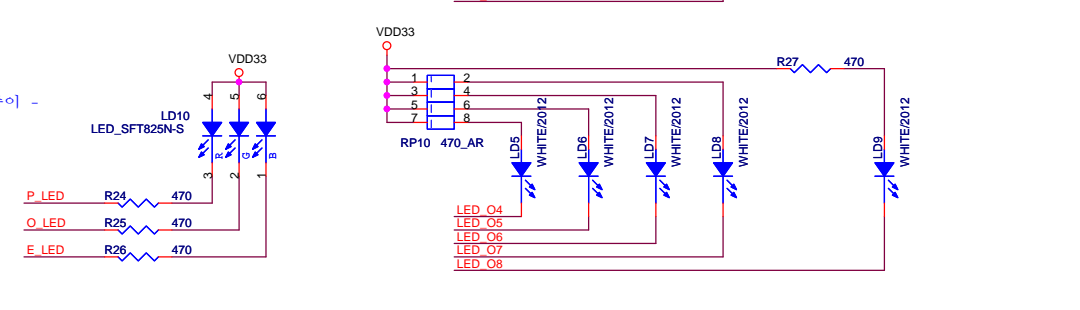 VDD33
VDD33
R27 470
4 5 6
1 2
3 4
5 6
7 8
LD10
LED_SFT825N-S
RP10 470_AR
R G B
3 2 1
LD5 WHITE/2012
LD6 WHITE/2012
LD7 WHITE/2012
LD8 WHITE/2012
LD9 WHITE/2012
P_LED R24 470
O_LED R25 470
E_LED R26 470
LED_O4
LED_O5
LED_O6
LED_O7
LED_O8